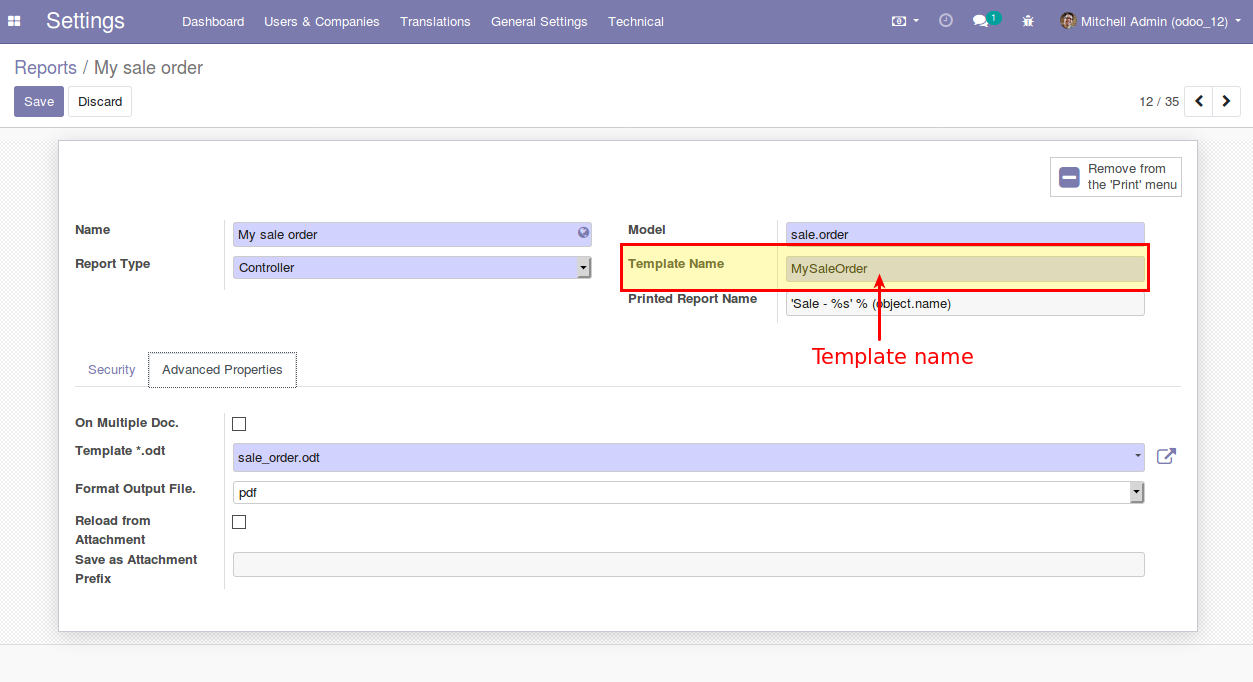 Settings
Dashboard Users & Companies Translations General Settings Technical
1 Mitchell Admin (odoo_12)
Reports / My sale order
Save Discard
12 / 35
Remove from
the 'Print' menu
Name My sale order
Model sale.order
Report Type Controller
Template Name MySaleOrder
Printed Report Name 'Sale - %s' % (object.name)
Template name
Security Advanced Properties
On Multiple Doc.
Template *.odt sale_order.odt
Format Output File. pdf
Reload from
Attachment
Save as Attachment
Prefix